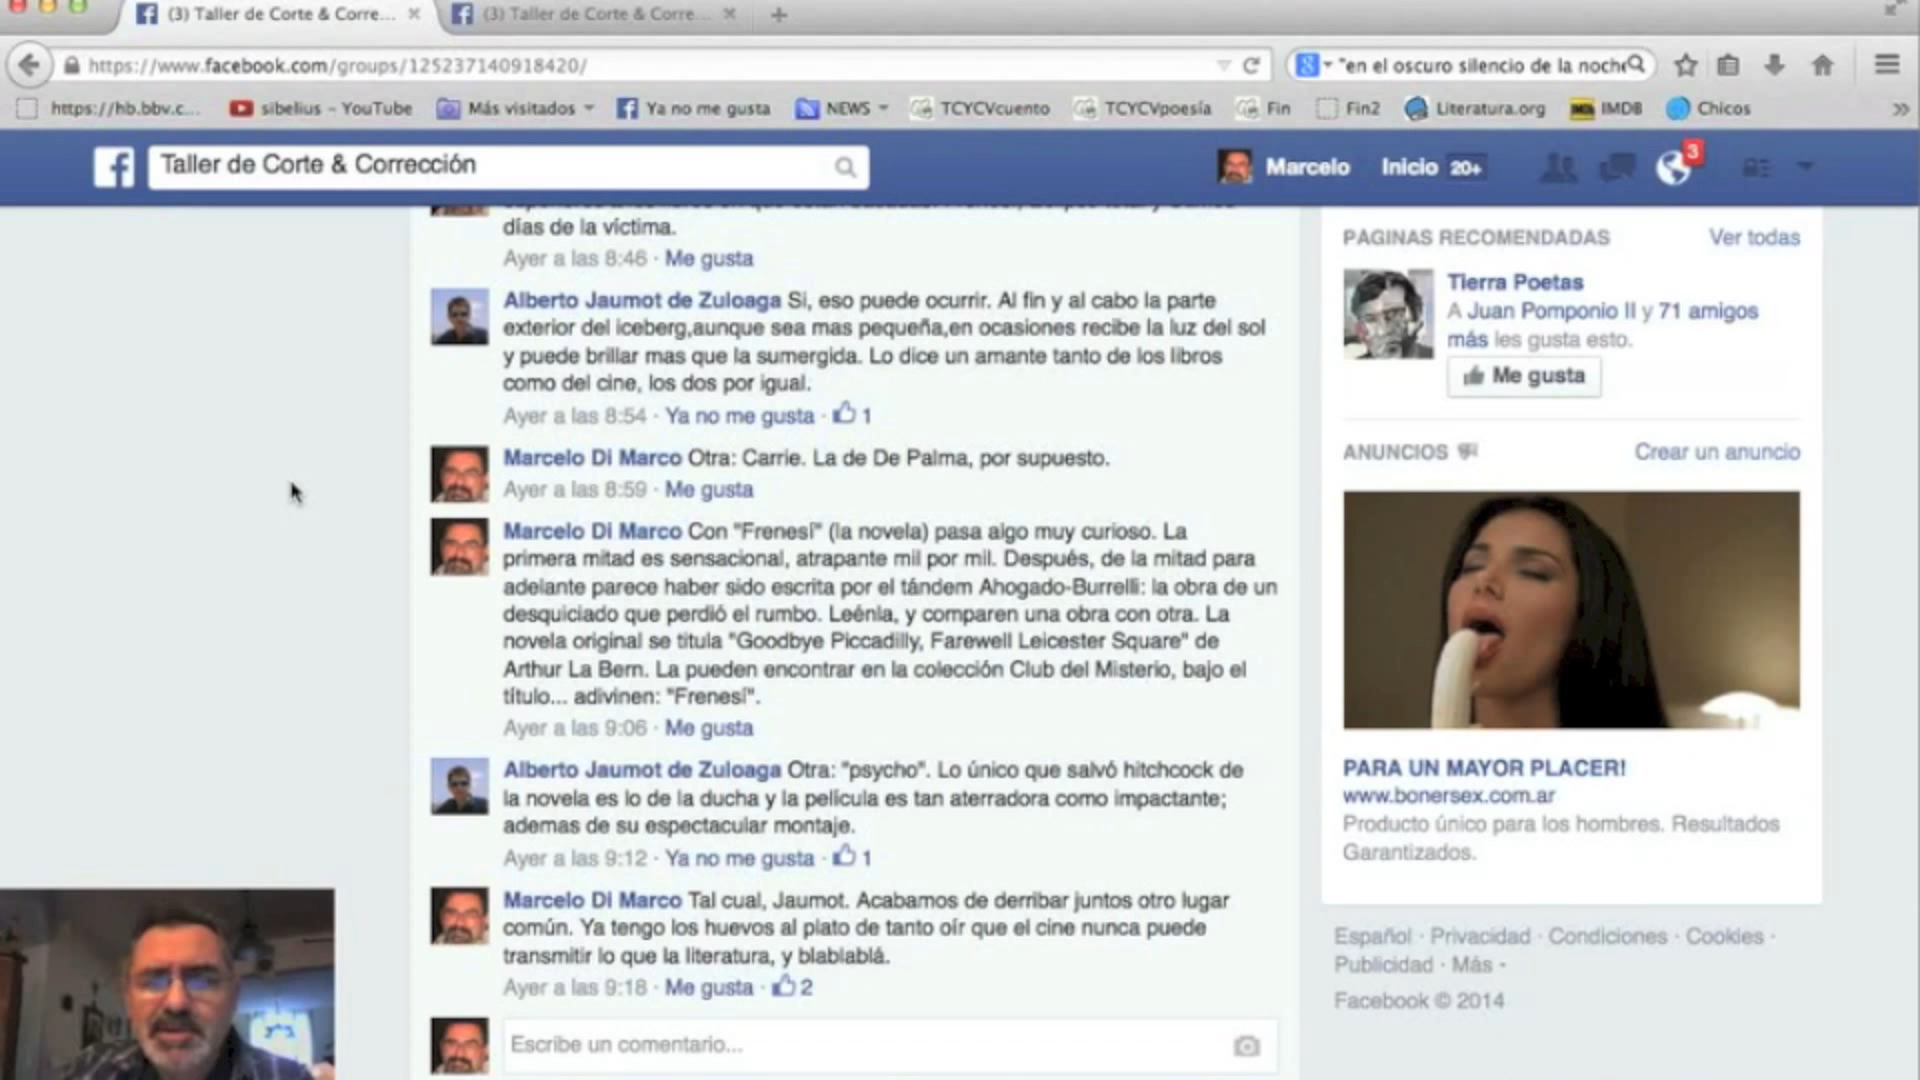 (3) Taller de Corte & Corre...
(3) Taller de Corte & Corre...
https://www.facebook.com/groups/125237140918420/
"en el oscuro silencio de la noche
https://hb.bbv.c...
sibelius - YouTube
Más visitados
Ya no me gusta
NEWS
TCYCVcuento
TCYCVpoesía
Fin
Fin2
Literatura.org
IMDB
Chicos
Taller de Corte & Corrección
Marcelo
Inicio 20+
3
días de la víctima.
Ayer a las 8:46 · Me gusta
Alberto Jaumot de Zuloaga Si, eso puede ocurrir. Al fin y al cabo la parte
exterior del iceberg,aunque sea mas pequeña,en ocasiones recibe la luz del sol
y puede brillar mas que la sumergida. Lo dice un amante tanto de los libros
como del cine, los dos por igual.
Ayer a las 8:54 · Ya no me gusta · 1
Marcelo Di Marco Otra: Carrie. La de De Palma, por supuesto.
Ayer a las 8:59 · Me gusta
Marcelo Di Marco Con "Frenesí" (la novela) pasa algo muy curioso. La
primera mitad es sensacional, atrapante mil por mil. Después, de la mitad para
adelante parece haber sido escrita por el tándem Ahogado-Burrelli: la obra de un
desquiciado que perdió el rumbo. Leénla, y comparen una obra con otra. La
novela original se titula "Goodbye Piccadilly, Farewell Leicester Square" de
Arthur La Bern. La pueden encontrar en la colección Club del Misterio, bajo el
título... adivinen: "Frenesí".
Ayer a las 9:06 · Me gusta
Alberto Jaumot de Zuloaga Otra: "psycho". Lo único que salvó hitchcock de
la novela es lo de la ducha y la película es tan aterradora como impactante;
ademas de su espectacular montaje.
Ayer a las 9:12 · Ya no me gusta · 1
Marcelo Di Marco Tal cual, Jaumot. Acabamos de derribar juntos otro lugar
común. Ya tengo los huevos al plato de tanto oír que el cine nunca puede
transmitir lo que la literatura, y blablablá.
Ayer a las 9:18 · Me gusta · 2
Escribe un comentario...
PÁGINAS RECOMENDADAS Ver todas
Tierra Poetas
A Juan Pomponio II y 71 amigos
más les gusta esto.
Me gusta
ANUNCIOS Crear un anuncio
PARA UN MAYOR PLACER!
www.bonersex.com.ar
Producto único para los hombres. Resultados
Garantizados.
Español · Privacidad · Condiciones · Cookies ·
Publicidad · Más
Facebook © 2014